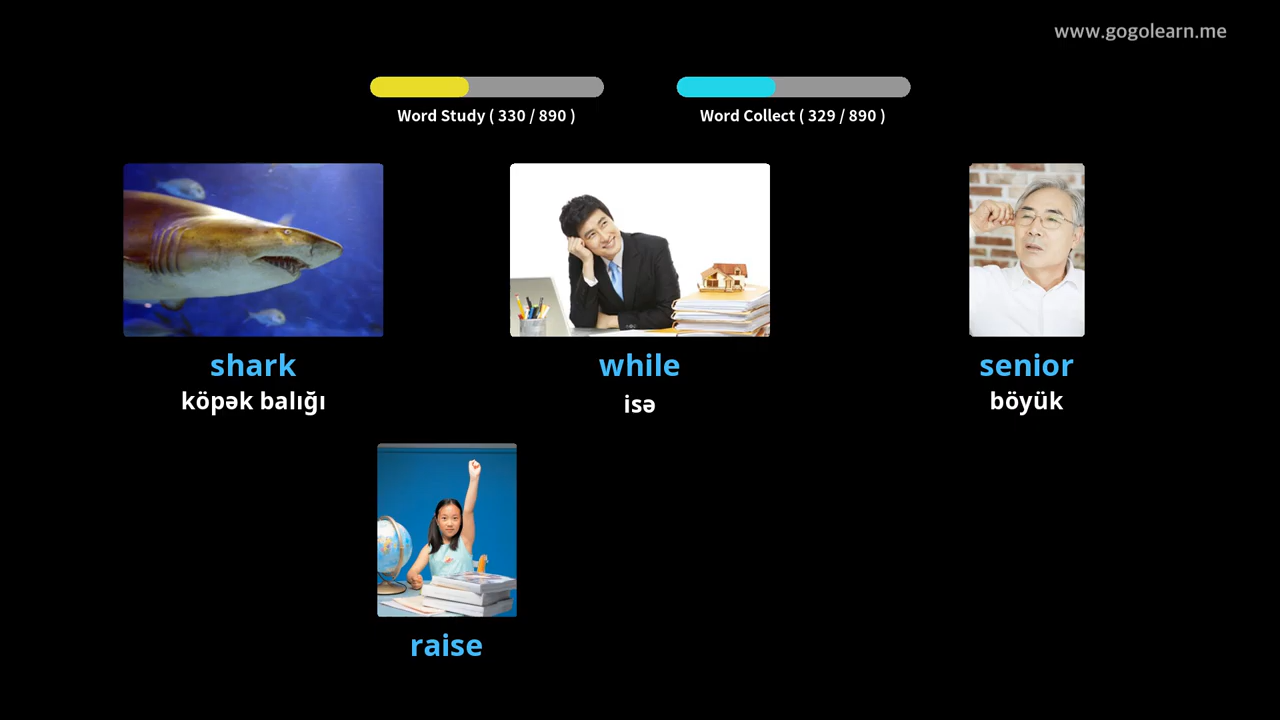 www.gogolearn.me
Word Study ( 330 / 890 )
Word Collect ( 329 / 890 )
shark
while
senior
köpək balığı
isə
böyük
raise